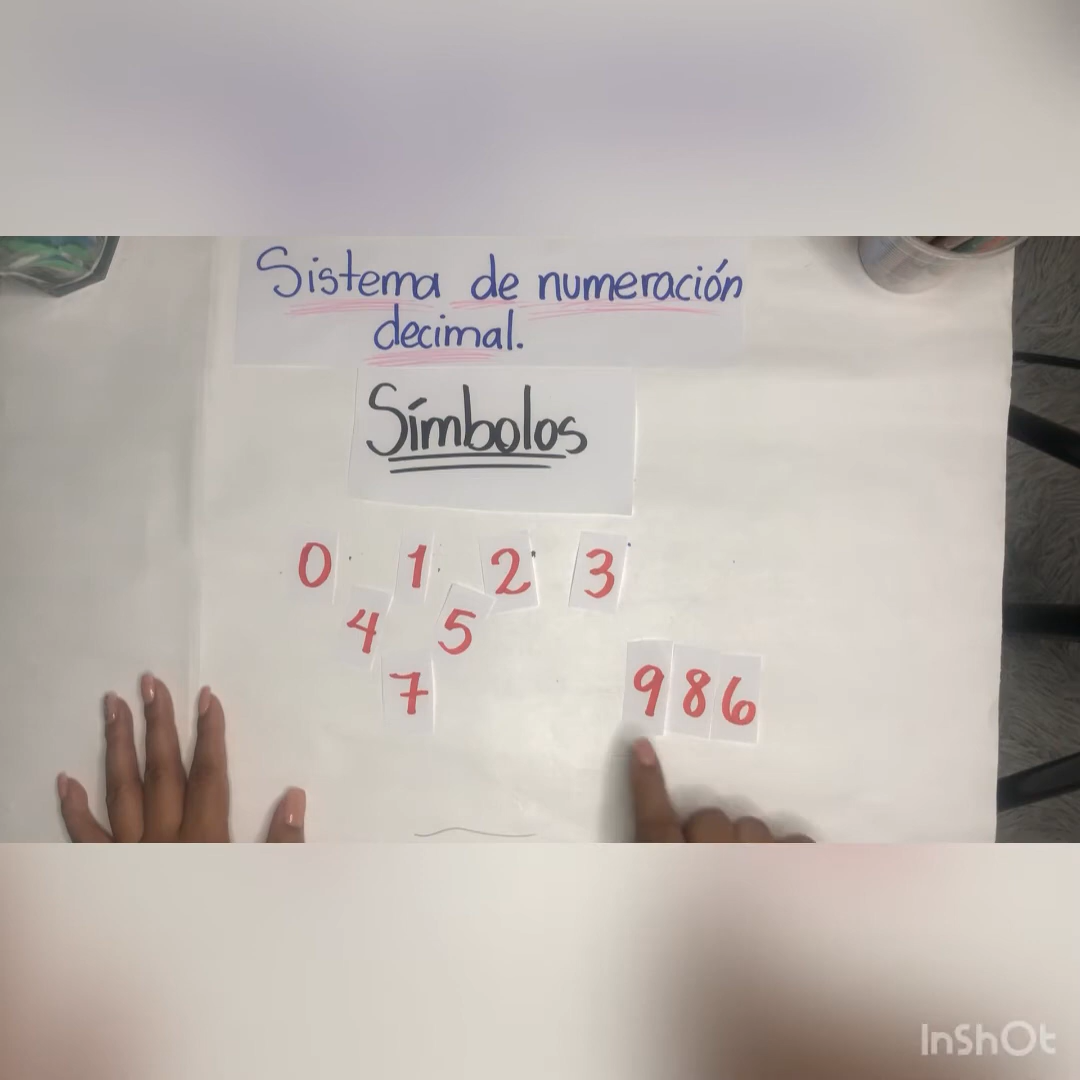 Sistema de numeración
decimal.
Símbolos
0 1 2 3
4 5
7 986
InShOt